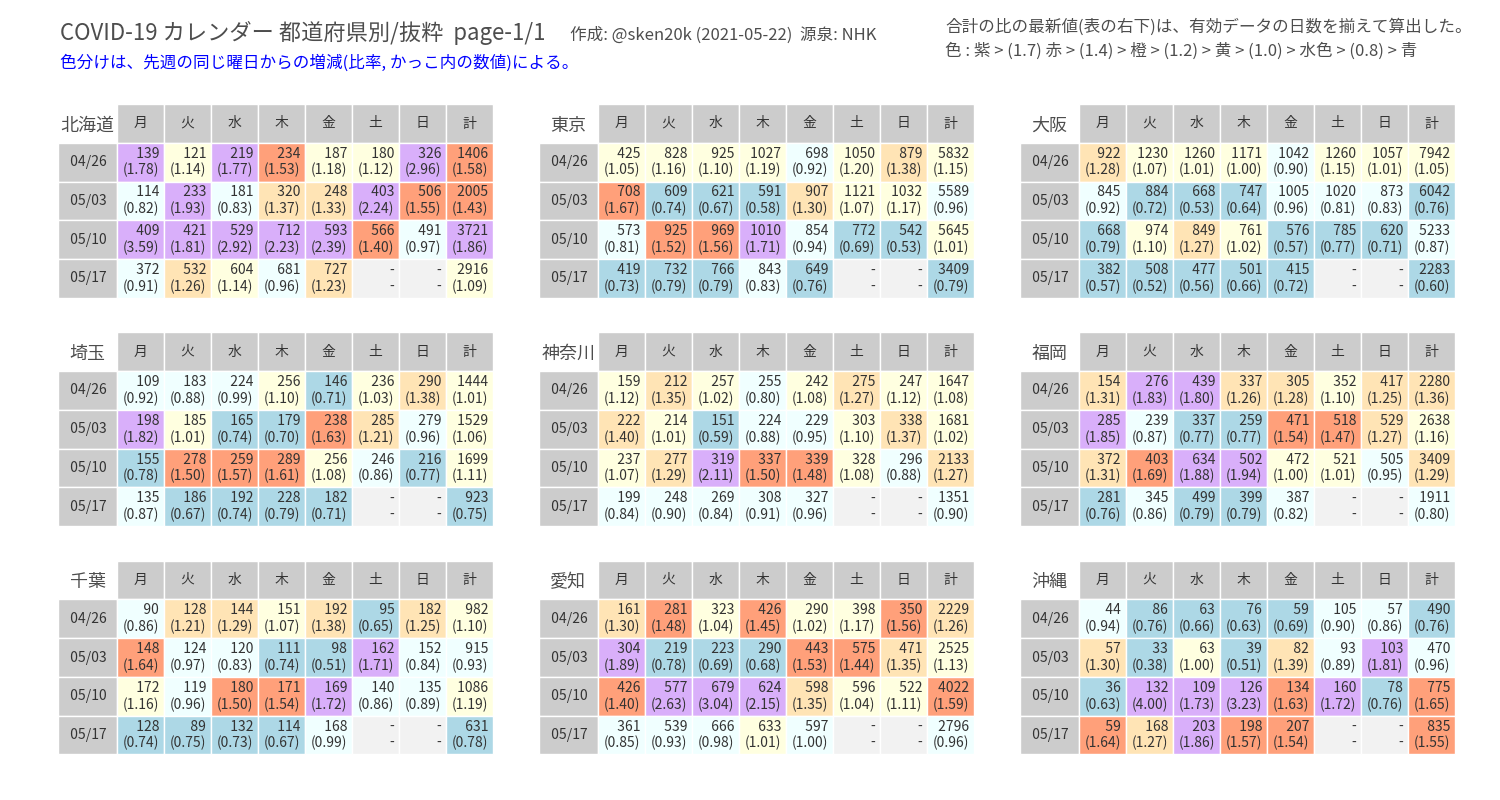 COVID-19 カレンダー 都道府県別/抜粋 page-1/1 作成: @sken20k (2021-05-22) 源泉: NHK
色分けは、先週の同じ曜日からの増減(比率, かっこ内の数値)による。
合計の比の最新値(表の右下)は、有効データの日数を揃えて算出した。
色 : 紫 > (1.7) 赤 > (1.4) > 橙 > (1.2) > 黄 > (1.0) > 水色 > (0.8) > 青
北海道 月 火 水 木 金 土 日 計
04/26 139 121 219 234 187 180 326 1406
(1.78) (1.14) (1.77) (1.53) (1.18) (1.12) (2.96) (1.58)
05/03 114 233 181 320 248 403 506 2005
(0.82) (1.93) (0.83) (1.37) (1.33) (2.24) (1.55) (1.43)
05/10 409 421 529 712 593 566 491 3721
(3.59) (1.81) (2.92) (2.23) (2.39) (1.40) (0.97) (1.86)
05/17 372 532 604 681 727 - - 2916
(0.91) (1.26) (1.14) (0.96) (1.23) - - (1.09)
東京 月 火 水 木 金 土 日 計
04/26 425 828 925 1027 698 1050 879 5832
(1.05) (1.16) (1.10) (1.19) (0.92) (1.20) (1.38) (1.15)
05/03 708 609 621 591 907 1121 1032 5589
(1.67) (0.74) (0.67) (0.58) (1.30) (1.07) (1.17) (0.96)
05/10 573 925 969 1010 854 772 542 5645
(0.81) (1.52) (1.56) (1.71) (0.94) (0.69) (0.53) (1.01)
05/17 419 732 766 843 649 - - 3409
(0.73) (0.79) (0.79) (0.83) (0.76) - - (0.79)
大阪 月 火 水 木 金 土 日 計
04/26 922 1230 1260 1171 1042 1260 1057 7942
(1.28) (1.07) (1.01) (1.00) (0.90) (1.15) (1.01) (1.05)
05/03 845 884 668 747 1005 1020 873 6042
(0.92) (0.72) (0.53) (0.64) (0.96) (0.81) (0.83) (0.76)
05/10 668 974 849 761 576 785 620 5233
(0.79) (1.10) (1.27) (1.02) (0.57) (0.77) (0.71) (0.87)
05/17 382 508 477 501 415 - - 2283
(0.57) (0.52) (0.56) (0.66) (0.72) - - (0.60)
埼玉 月 火 水 木 金 土 日 計
04/26 109 183 224 256 146 236 290 1444
(0.92) (0.88) (0.99) (1.10) (0.71) (1.03) (1.38) (1.01)
05/03 198 185 165 179 238 285 279 1529
(1.82) (1.01) (0.74) (0.70) (1.63) (1.21) (0.96) (1.06)
05/10 155 278 259 289 256 246 216 1699
(0.78) (1.50) (1.57) (1.61) (1.08) (0.86) (0.77) (1.11)
05/17 135 186 192 228 182 - - 923
(0.87) (0.67) (0.74) (0.79) (0.71) - - (0.75)
神奈川 月 火 水 木 金 土 日 計
04/26 159 212 257 255 242 275 247 1647
(1.12) (1.35) (1.02) (0.80) (1.08) (1.27) (1.12) (1.08)
05/03 222 214 151 224 229 303 338 1681
(1.40) (1.01) (0.59) (0.88) (0.95) (1.10) (1.37) (1.02)
05/10 237 277 319 337 339 328 296 2133
(1.07) (1.29) (2.11) (1.50) (1.48) (1.08) (0.88) (1.27)
05/17 199 248 269 308 327 - - 1351
(0.84) (0.90) (0.84) (0.91) (0.96) - - (0.90)
福岡 月 火 水 木 金 土 日 計
04/26 154 276 439 337 305 352 417 2280
(1.31) (1.83) (1.80) (1.26) (1.28) (1.10) (1.25) (1.36)
05/03 285 239 337 259 471 518 529 2638
(1.85) (0.87) (0.77) (0.77) (1.54) (1.47) (1.27) (1.16)
05/10 372 403 634 502 472 521 505 3409
(1.31) (1.69) (1.88) (1.94) (1.00) (1.01) (0.95) (1.29)
05/17 281 345 499 399 387 - - 1911
(0.76) (0.86) (0.79) (0.79) (0.82) - - (0.80)
千葉 月 火 水 木 金 土 日 計
04/26 90 128 144 151 192 95 182 982
(0.86) (1.21) (1.29) (1.07) (1.38) (0.65) (1.25) (1.10)
05/03 148 124 120 111 98 162 152 915
(1.64) (0.97) (0.83) (0.74) (0.51) (1.71) (0.84) (0.93)
05/10 172 119 180 171 169 140 135 1086
(1.16) (0.96) (1.50) (1.54) (1.72) (0.86) (0.89) (1.19)
05/17 128 89 132 114 168 - - 631
(0.74) (0.75) (0.73) (0.67) (0.99) - - (0.78)
愛知 月 火 水 木 金 土 日 計
04/26 161 281 323 426 290 398 350 2229
(1.30) (1.48) (1.04) (1.45) (1.02) (1.17) (1.56) (1.26)
05/03 304 219 223 290 443 575 471 2525
(1.89) (0.78) (0.69) (0.68) (1.53) (1.44) (1.35) (1.13)
05/10 426 577 679 624 598 596 522 4022
(1.40) (2.63) (3.04) (2.15) (1.35) (1.04) (1.11) (1.59)
05/17 361 539 666 633 597 - - 2796
(0.85) (0.93) (0.98) (1.01) (1.00) - - (0.96)
沖縄 月 火 水 木 金 土 日 計
04/26 44 86 63 76 59 105 57 490
(0.94) (0.76) (0.66) (0.63) (0.69) (0.90) (0.86) (0.76)
05/03 57 33 63 39 82 93 103 470
(1.30) (0.38) (1.00) (0.51) (1.39) (0.89) (1.81) (0.96)
05/10 36 132 109 126 134 160 78 775
(0.63) (4.00) (1.73) (3.23) (1.63) (1.72) (0.76) (1.65)
05/17 59 168 203 198 207 - - 835
(1.64) (1.27) (1.86) (1.57) (1.54) - - (1.55)